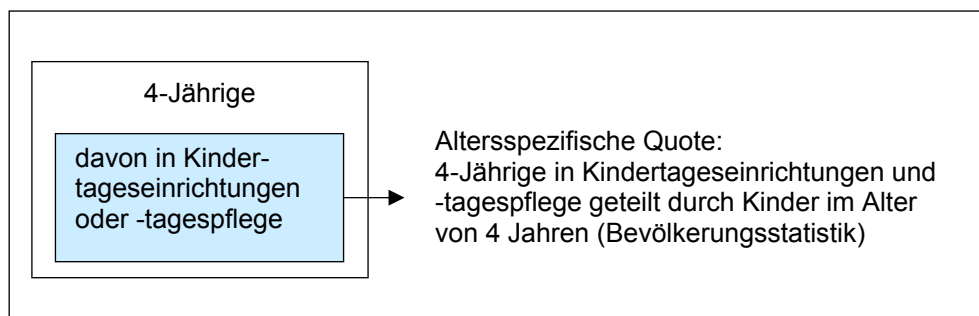 4-Jährige
davon in Kinder-
tageseinrichtungen
oder -tagespflege
Altersspezifische Quote:
4-Jährige in Kindertageseinrichtungen und
-tagespflege geteilt durch Kinder im Alter
von 4 Jahren (Bevölkerungsstatistik)